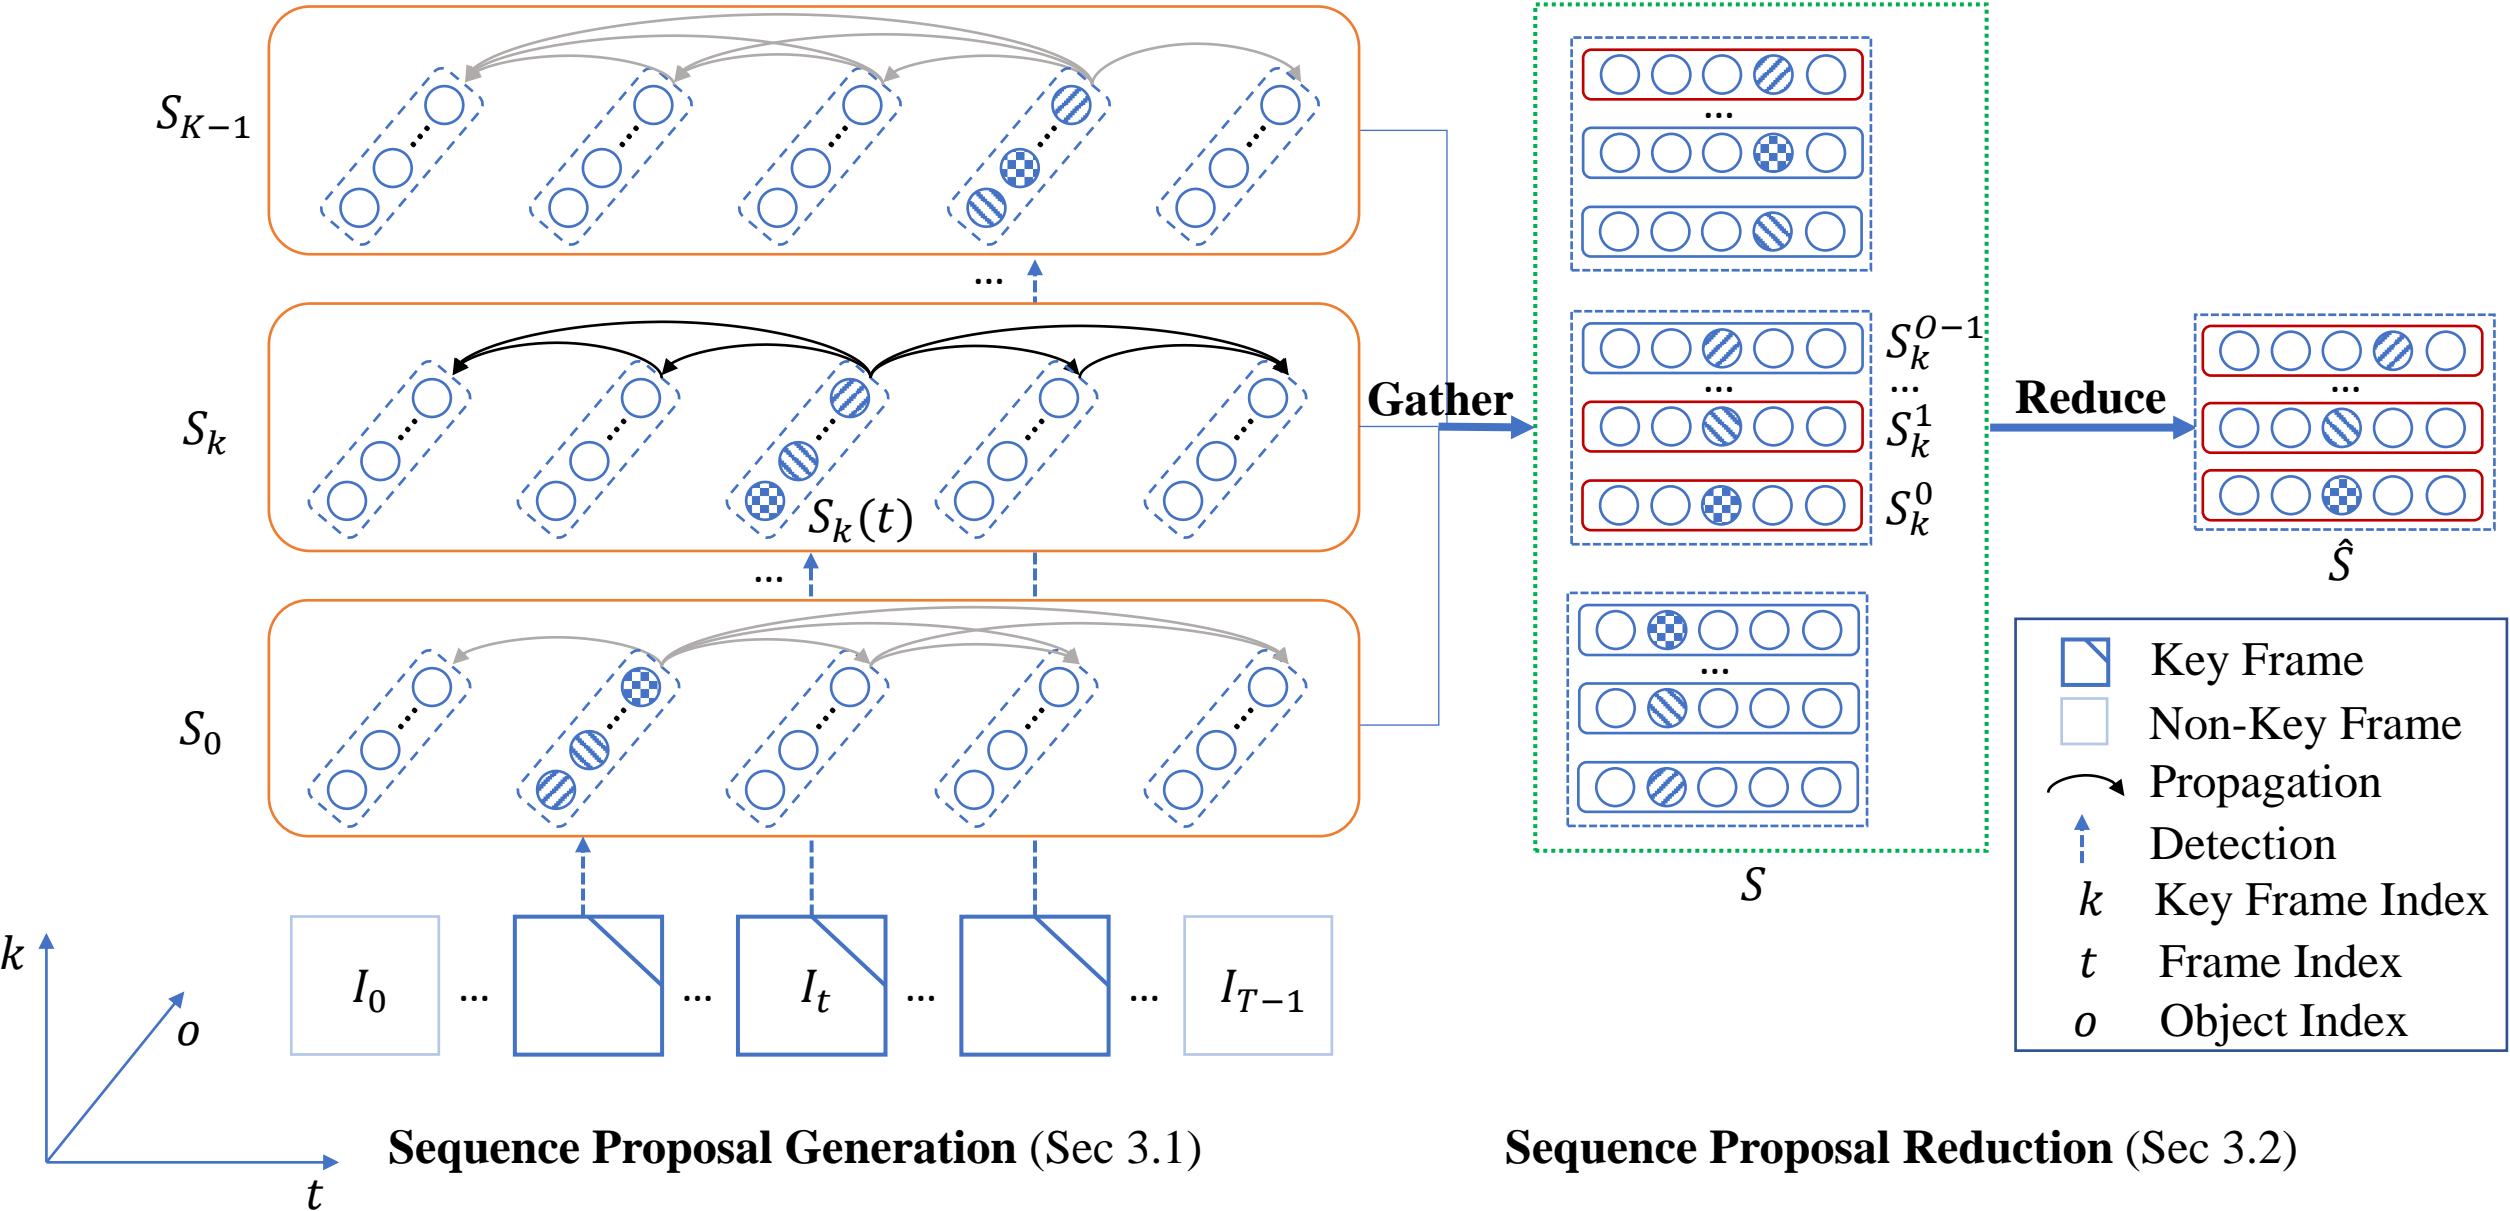 S_{K-1}
...
S_k
S_k(t)
...
S_0
I_0 ... ... I_t ... ... I_{T-1}
k
o
t
Sequence Proposal Generation (Sec 3.1)
Gather
...
S_k^{O-1}
... ...
S_k^1
S_k^0
...
S
Reduce
...
Ŝ
Key Frame
Non-Key Frame
Propagation
Detection
k Key Frame Index
t Frame Index
o Object Index
Sequence Proposal Reduction (Sec 3.2)